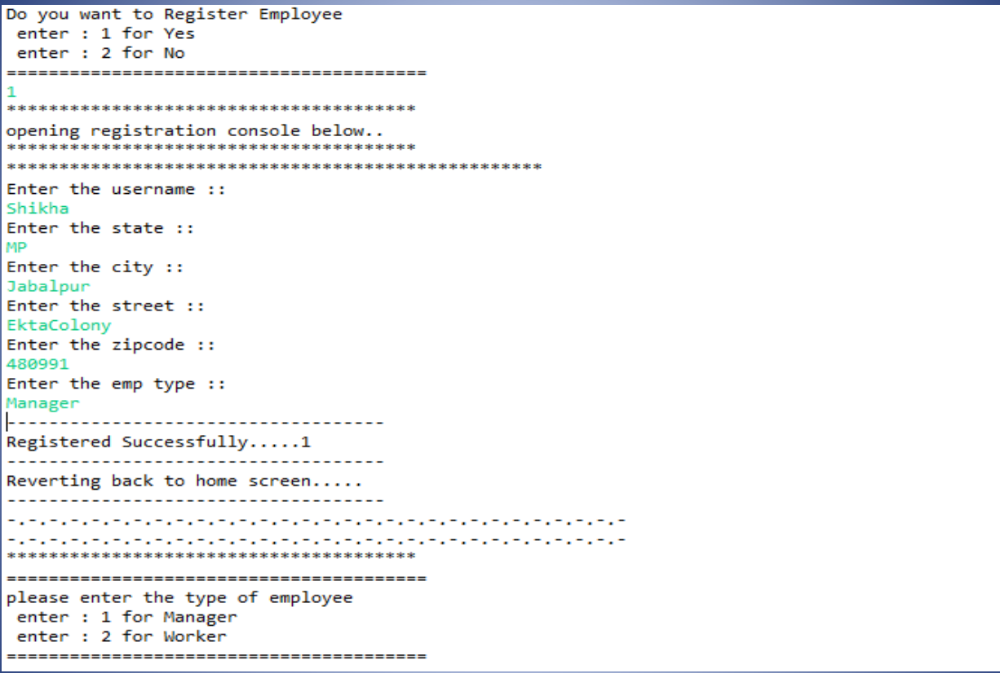 Do you want to Register Employee
 enter : 1 for Yes
 enter : 2 for No
========================================
1
***************************************
opening registration console below..
***************************************
***************************************************
Enter the username ::
Shikha
Enter the state ::
MP
Enter the city ::
Jabalpur
Enter the street ::
EktaColony
Enter the zipcode ::
480991
Enter the emp type ::
Manager
------------------------------------
Registered Successfully.....1
------------------------------------
Reverting back to home screen.....
------------------------------------
-.-.-.-.-.-.-.-.-.-.-.-.-.-.-.-.-.-.-.-.-.-.-.-.-.-.-.-.-.-
-.-.-.-.-.-.-.-.-.-.-.-.-.-.-.-.-.-.-.-.-.-.-.-.-.-.-.-.-.-
***************************************
========================================
please enter the type of employee
 enter : 1 for Manager
 enter : 2 for Worker
========================================